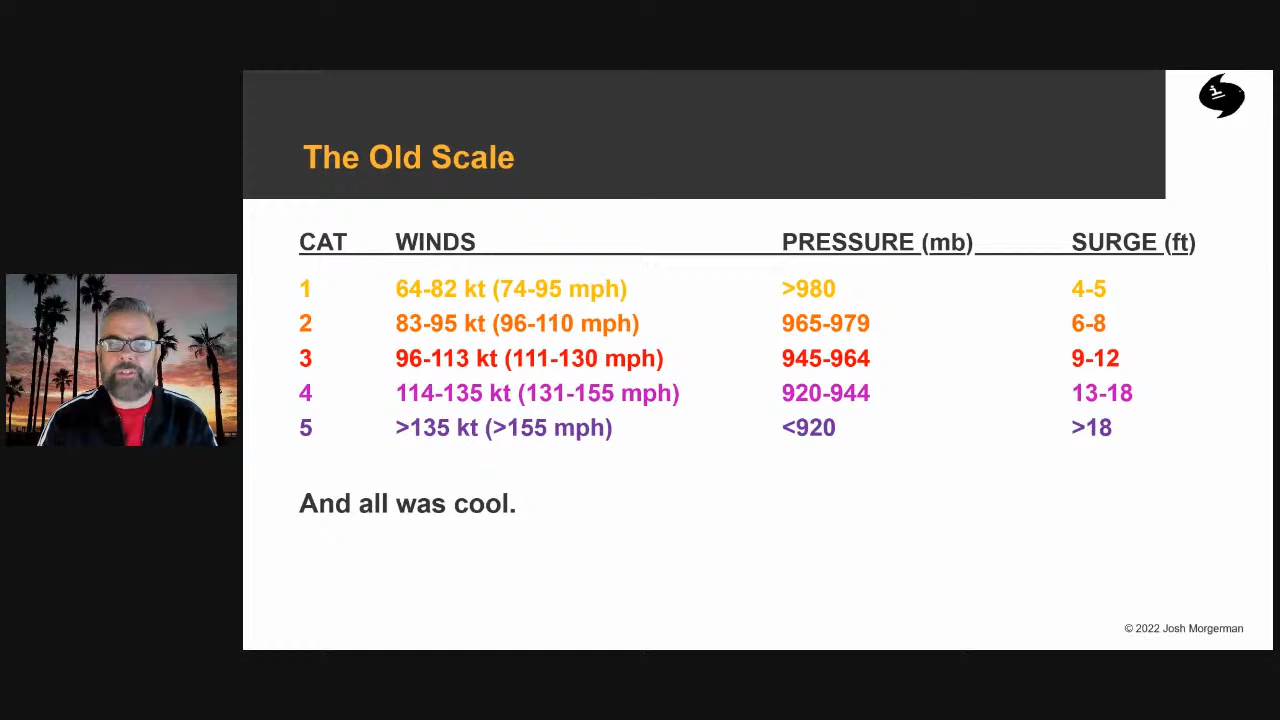 The Old Scale
CAT WINDS PRESSURE (mb) SURGE (ft)
1 64-82 kt (74-95 mph) >980 4-5
2 83-95 kt (96-110 mph) 965-979 6-8
3 96-113 kt (111-130 mph) 945-964 9-12
4 114-135 kt (131-155 mph) 920-944 13-18
5 >135 kt (>155 mph) <920 >18
And all was cool.
© 2022 Josh Morgerman